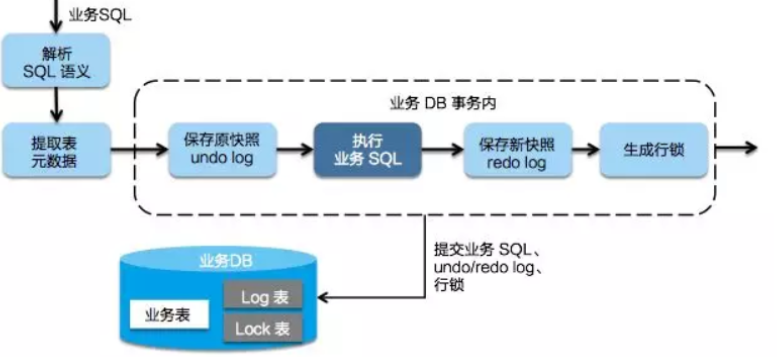 业务SQL
解析
SQL 语义
提取表
元数据
业务 DB 事务内
保存原快照
undo log
执行
业务 SQL
保存新快照
redo log
生成行锁
提交业务 SQL、
undo/redo log、
行锁
业务DB
业务表
Log 表
Lock 表